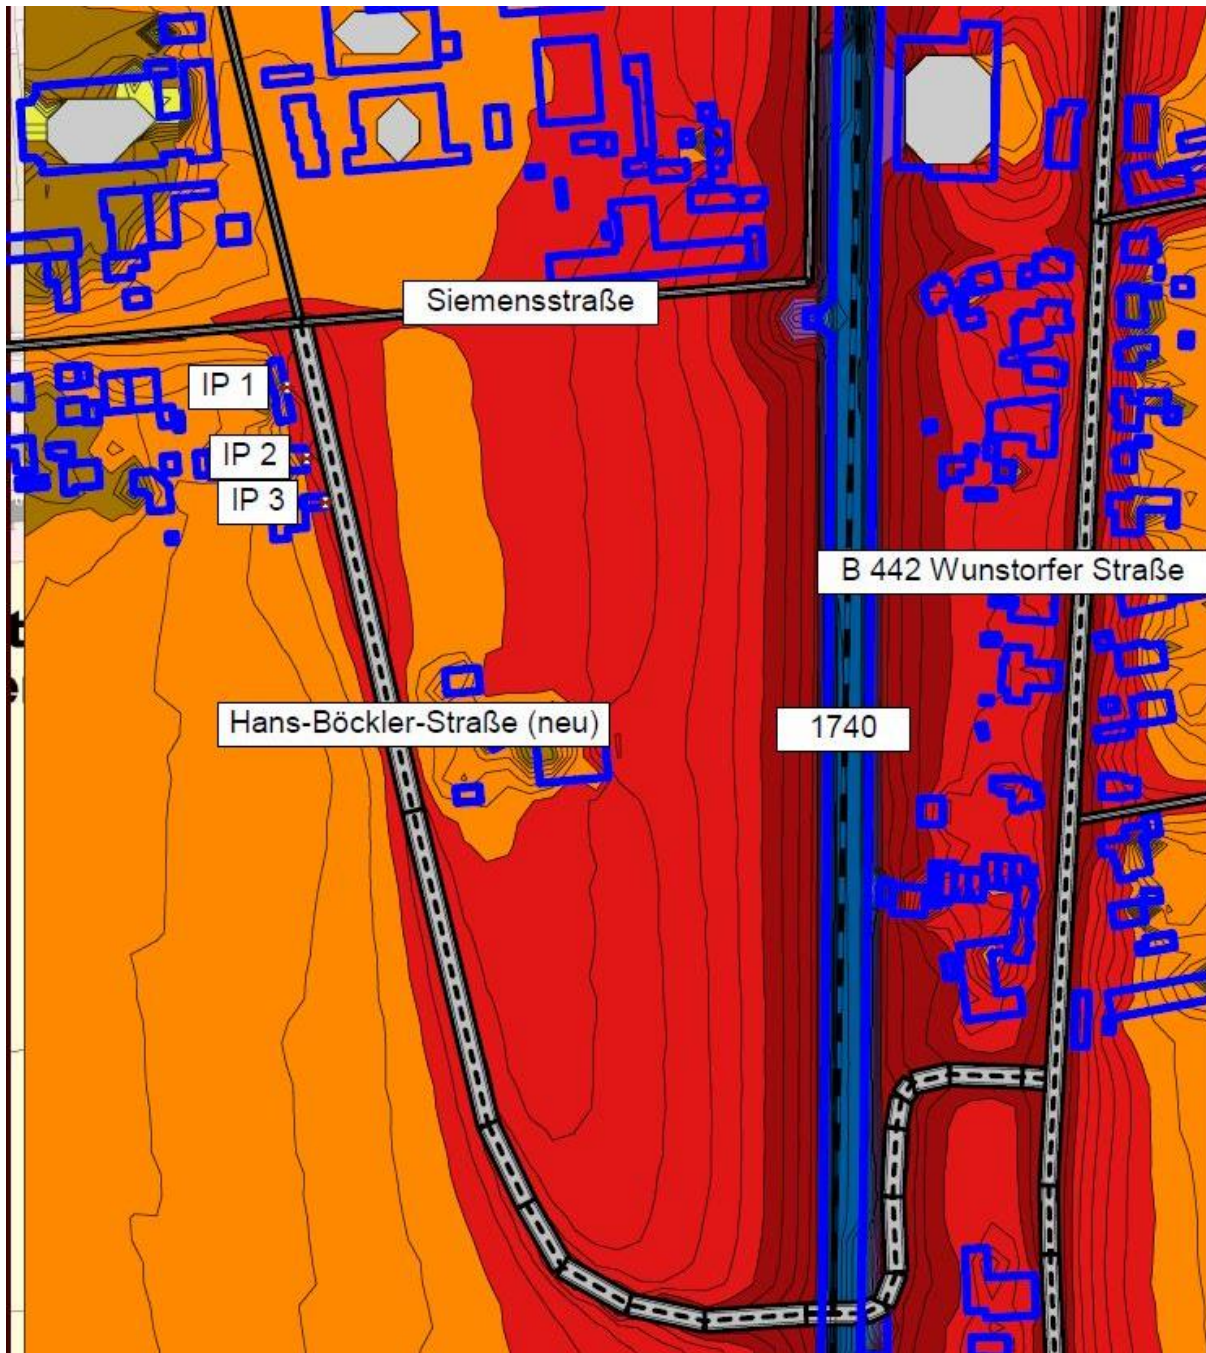 Siemensstraße
IP 1
IP 2
IP 3
B 442 Wunstorfer Straße
Hans-Böckler-Straße (neu)
1740